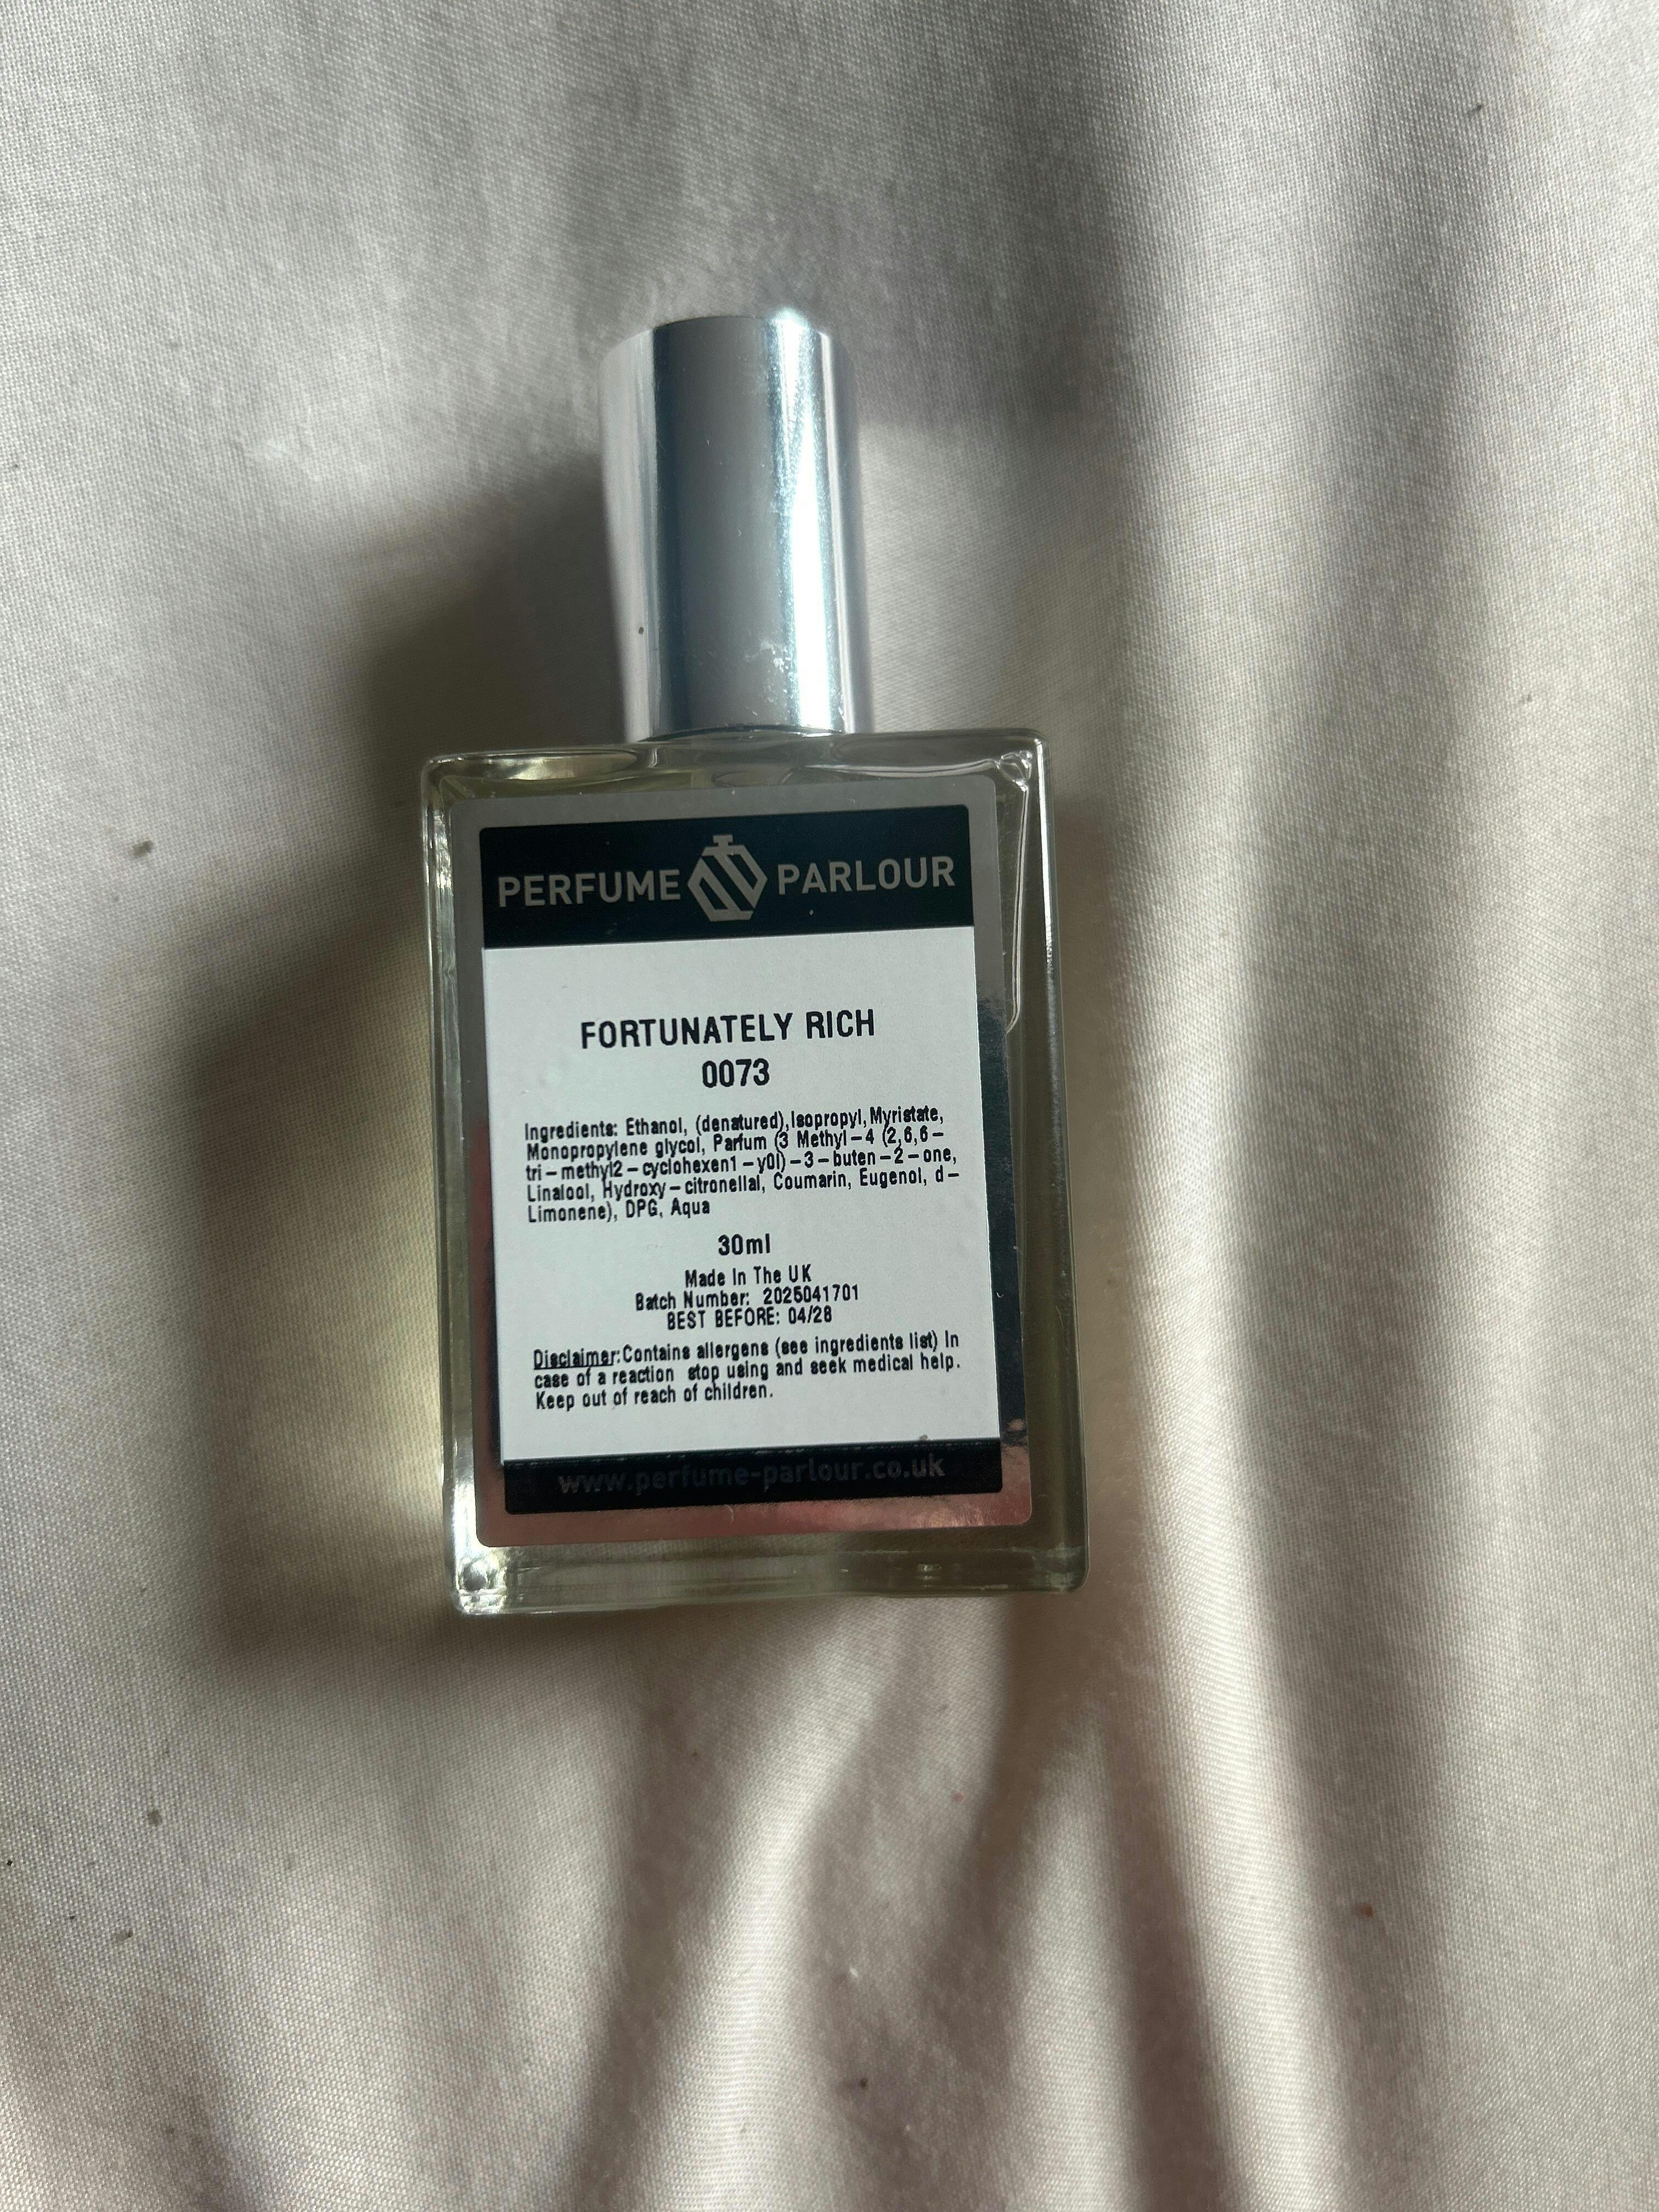 PERFUME PARLOUR
FORTUNATELY RICH
0073
Ingredients: Ethanol, (denatured),Isopropyl,Myristate,
Monopropylene glycol, Parfum (3 Methyl-4 (2,6,6-
tri-methyl2-cyclohexen1-y0l)-3-buten-2-one,
Linalool, Hydroxy-citronellal, Coumarin, Eugenol, d-
Limonene), DPG, Aqua
30ml
Made In The UK
Batch Number: 2025041701
BEST BEFORE: 04/28
Disclaimer:Contains allergens (see ingredients list) In
case of a reaction stop using and seek medical help.
Keep out of reach of children.
www.perfume-parlour.co.uk